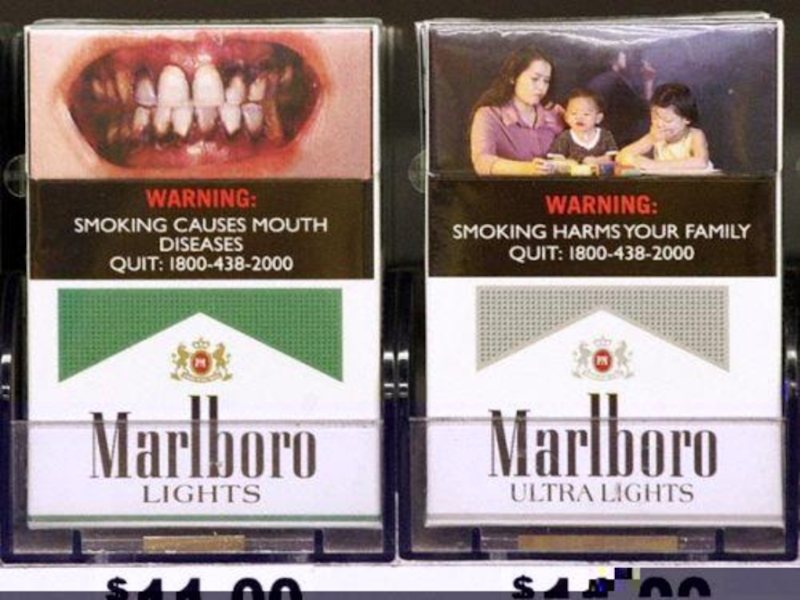 WARNING:
SMOKING CAUSES MOUTH
DISEASES
QUIT: 1800-438-2000
Marlboro
LIGHTS
WARNING:
SMOKING HARMS YOUR FAMILY
QUIT: 1800-438-2000
Marlboro
ULTRA LIGHTS